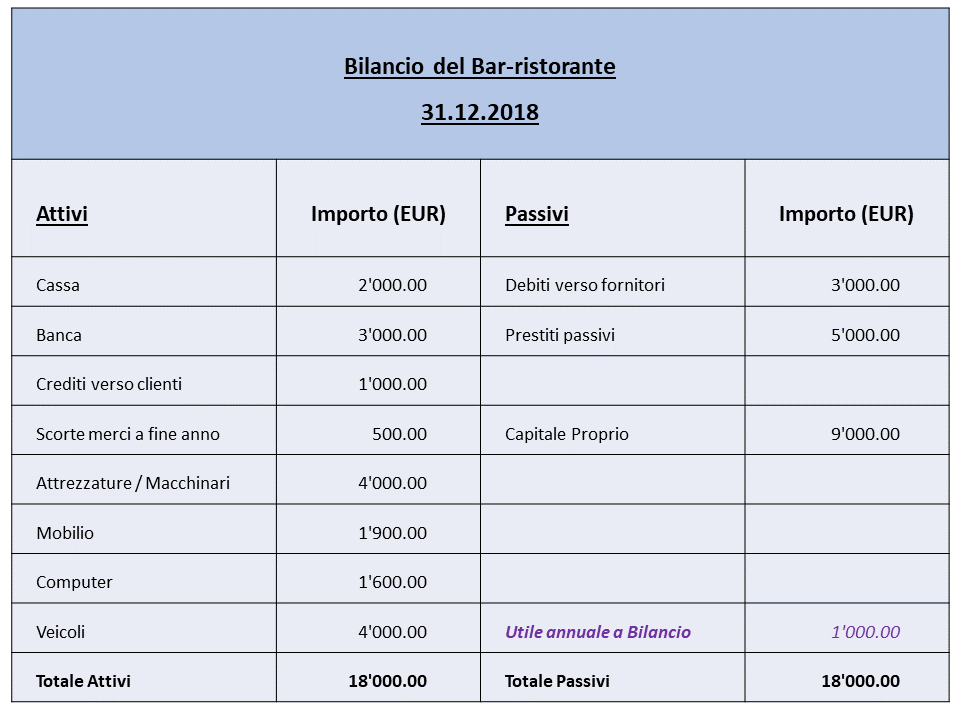 Bilancio del Bar-ristorante
31.12.2018
Attivi Importo (EUR) Passivi Importo (EUR)
Cassa 2'000.00 Debiti verso fornitori 3'000.00
Banca 3'000.00 Prestiti passivi 5'000.00
Crediti verso clienti 1'000.00
Scorte merci a fine anno 500.00 Capitale Proprio 9'000.00
Attrezzature / Macchinari 4'000.00
Mobilio 1'900.00
Computer 1'600.00
Veicoli 4'000.00 Utile annuale a Bilancio 1'000.00
Totale Attivi 18'000.00 Totale Passivi 18'000.00